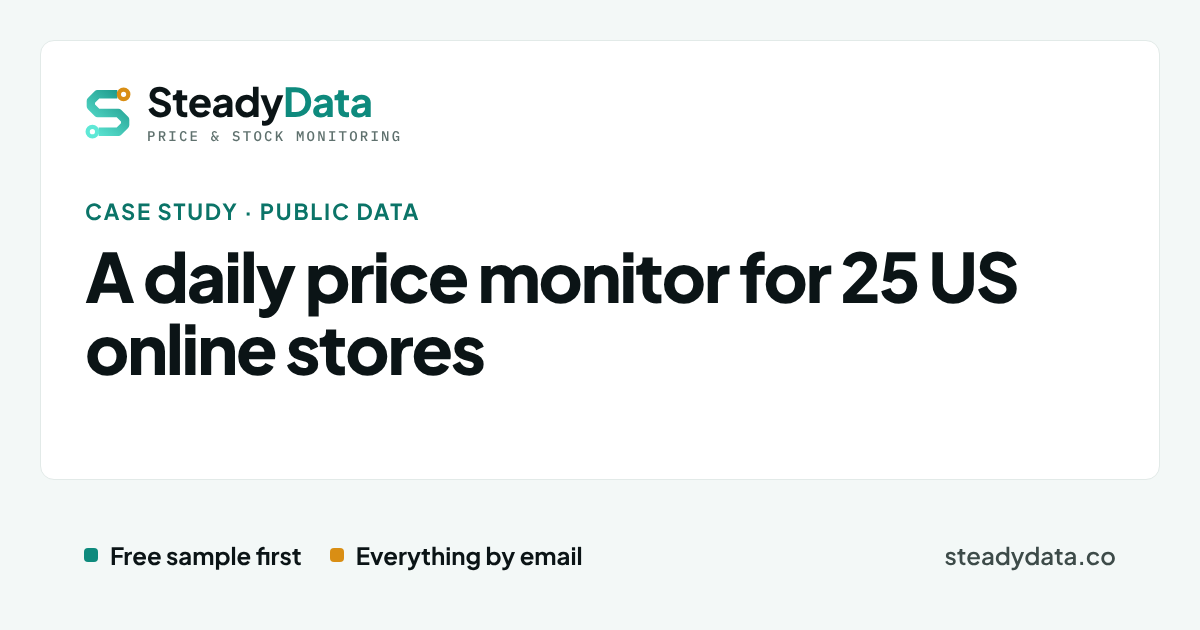 SteadyData
PRICE & STOCK MONITORING
CASE STUDY · PUBLIC DATA
A daily price monitor for 25 US
online stores
Free sample first
Everything by email
steadydata.co